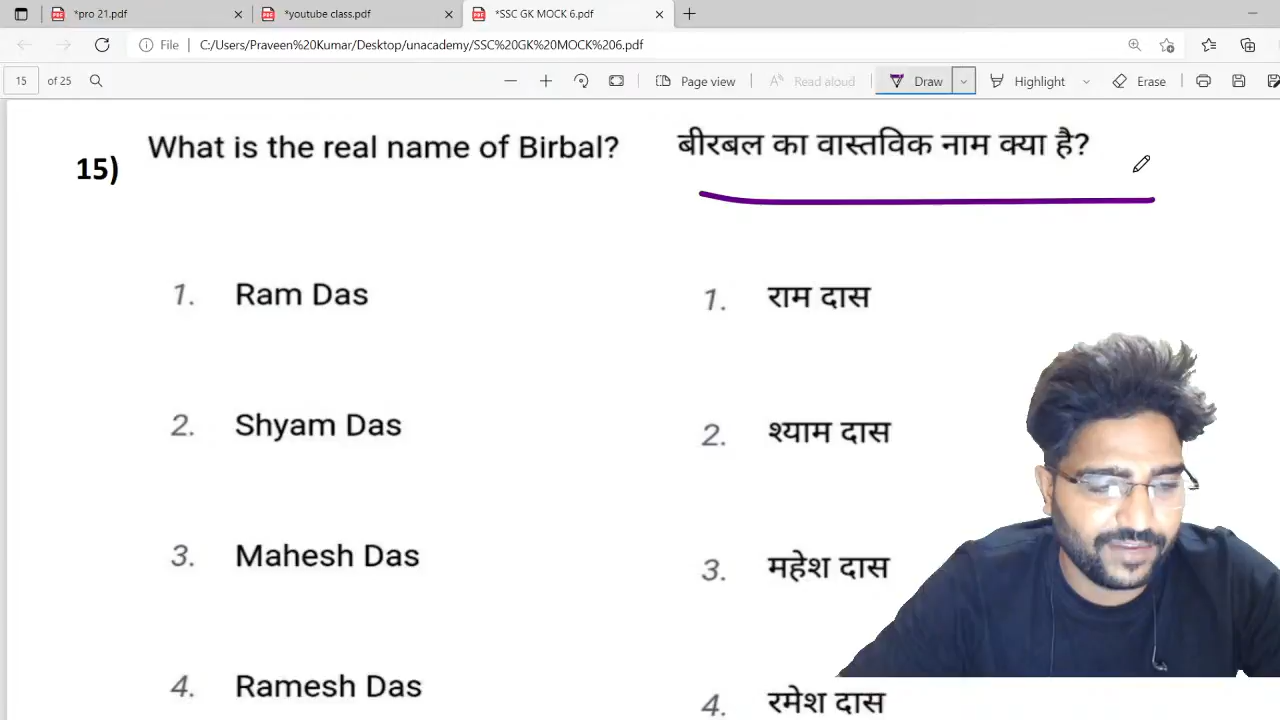 *pro 21.pdf
*youtube class.pdf
*SSC GK MOCK 6.pdf
File
C:/Users/Praveen%20Kumar/Desktop/unacademy/SSC%20GK%20MOCK%206.pdf
15 of 25
Page view
Read aloud
Draw
Highlight
Erase
15)
What is the real name of Birbal?
1. Ram Das
2. Shyam Das
3. Mahesh Das
4. Ramesh Das
बीरबल का वास्तविक नाम क्या है?
1. राम दास
2. श्याम दास
3. महेश दास
4. रमेश दास